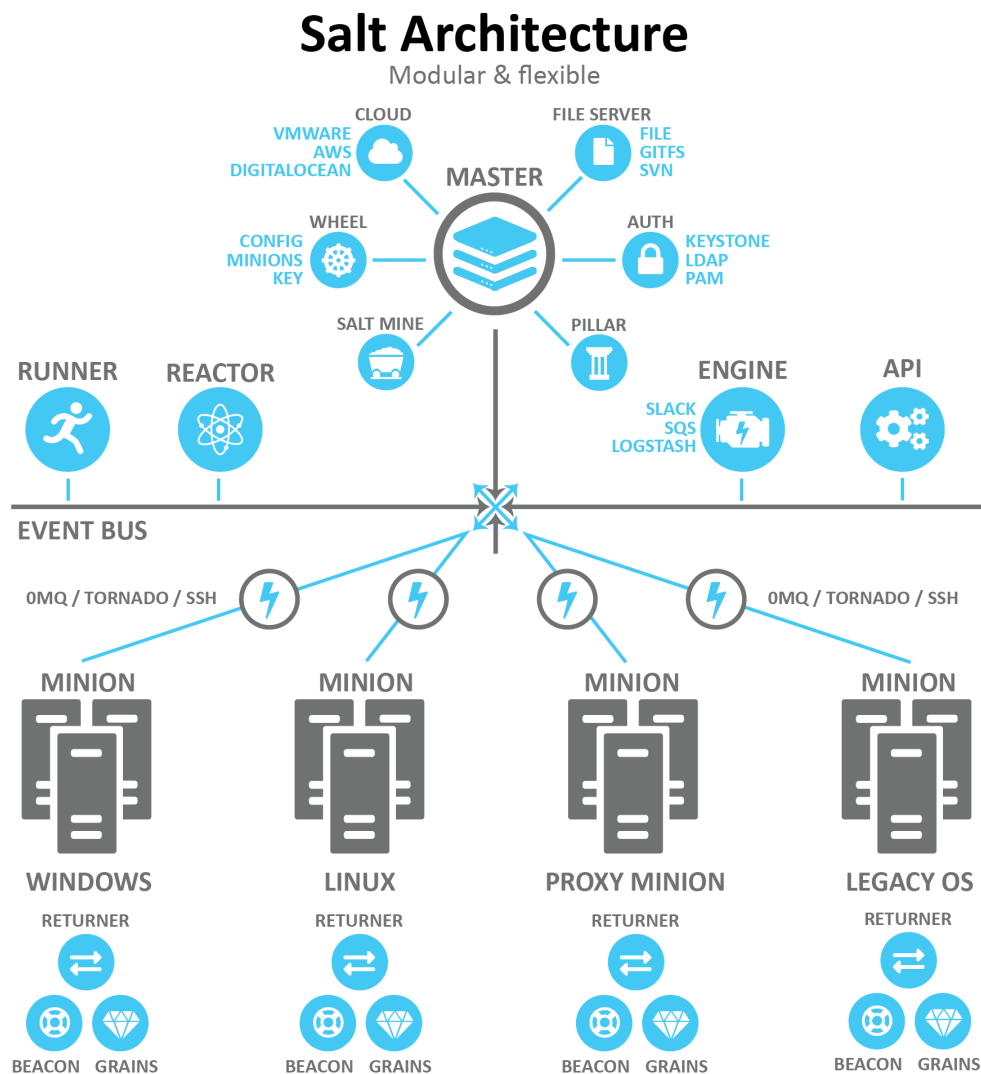 Salt Architecture
Modular & flexible
CLOUD
VMWARE
AWS
DIGITALOCEAN
FILE SERVER
FILE
GITFS
SVN
MASTER
WHEEL
CONFIG
MINIONS
KEY
AUTH
KEYSTONE
LDAP
PAM
SALT MINE
PILLAR
RUNNER
REACTOR
ENGINE
SLACK
SQS
LOGSTASH
API
EVENT BUS
0MQ / TORNADO / SSH
0MQ / TORNADO / SSH
MINION
MINION
MINION
MINION
WINDOWS
LINUX
PROXY MINION
LEGACY OS
RETURNER
RETURNER
RETURNER
RETURNER
BEACON
GRAINS
BEACON
GRAINS
BEACON
GRAINS
BEACON
GRAINS